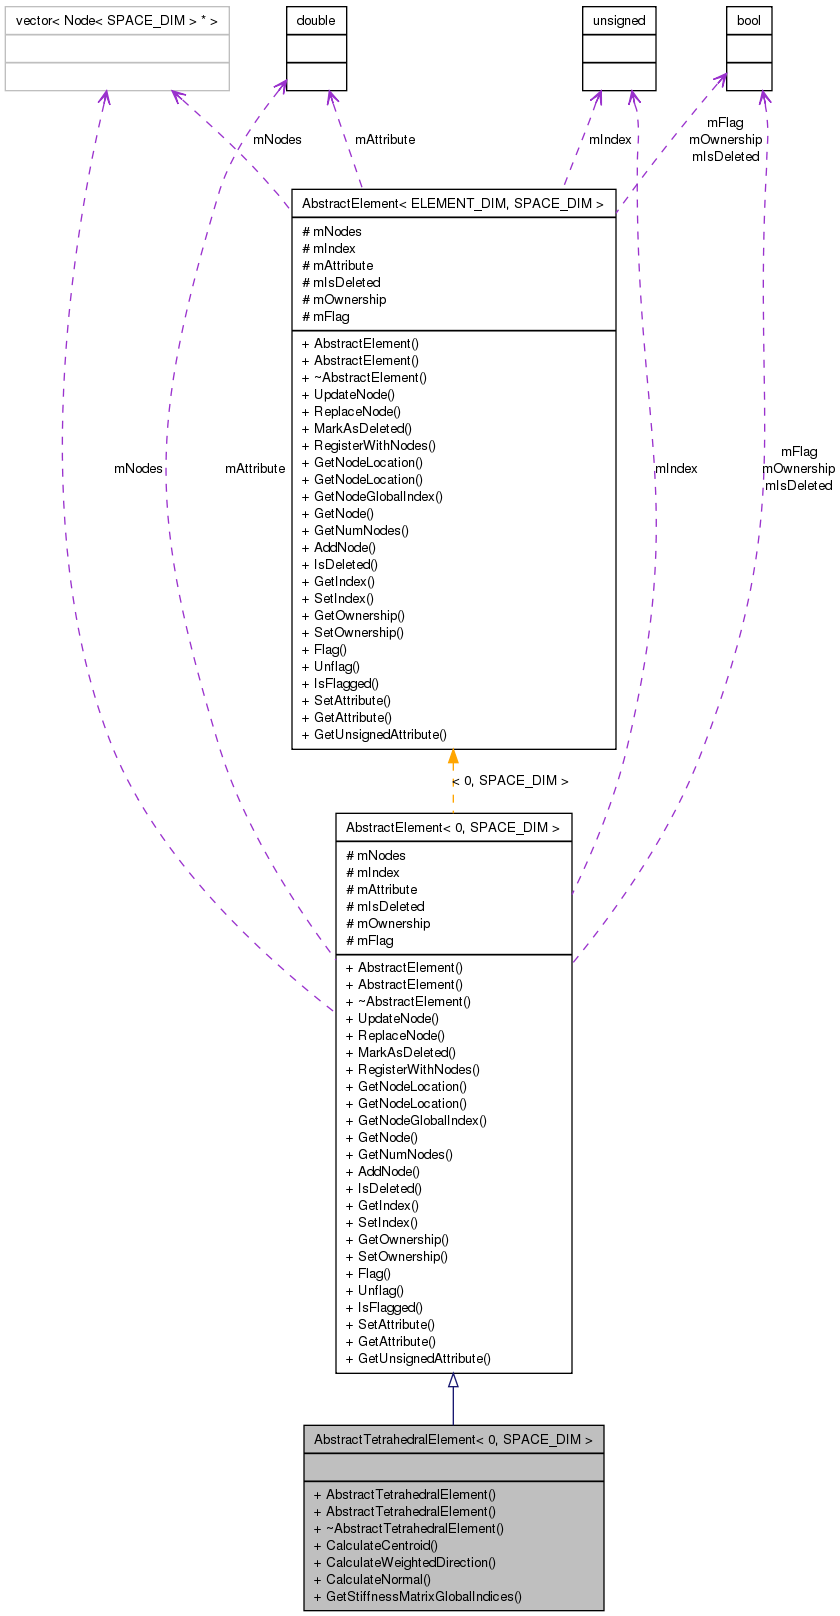 vector< Node< SPACE_DIM > * >
double
unsigned
bool
mNodes
mAttribute
mIndex
mFlag
mOwnership
mIsDeleted
AbstractElement< ELEMENT_DIM, SPACE_DIM >
# mNodes
# mIndex
# mAttribute
# mIsDeleted
# mOwnership
# mFlag
+ AbstractElement()
+ AbstractElement()
+ ~AbstractElement()
+ UpdateNode()
+ ReplaceNode()
+ MarkAsDeleted()
+ RegisterWithNodes()
+ GetNodeLocation()
+ GetNodeLocation()
+ GetNodeGlobalIndex()
+ GetNode()
+ GetNumNodes()
+ AddNode()
+ IsDeleted()
+ GetIndex()
+ SetIndex()
+ GetOwnership()
+ SetOwnership()
+ Flag()
+ Unflag()
+ IsFlagged()
+ SetAttribute()
+ GetAttribute()
+ GetUnsignedAttribute()
mNodes
mAttribute
mIndex
mFlag
mOwnership
mIsDeleted
< 0, SPACE_DIM >
AbstractElement< 0, SPACE_DIM >
# mNodes
# mIndex
# mAttribute
# mIsDeleted
# mOwnership
# mFlag
+ AbstractElement()
+ AbstractElement()
+ ~AbstractElement()
+ UpdateNode()
+ ReplaceNode()
+ MarkAsDeleted()
+ RegisterWithNodes()
+ GetNodeLocation()
+ GetNodeLocation()
+ GetNodeGlobalIndex()
+ GetNode()
+ GetNumNodes()
+ AddNode()
+ IsDeleted()
+ GetIndex()
+ SetIndex()
+ GetOwnership()
+ SetOwnership()
+ Flag()
+ Unflag()
+ IsFlagged()
+ SetAttribute()
+ GetAttribute()
+ GetUnsignedAttribute()
AbstractTetrahedralElement< 0, SPACE_DIM >
+ AbstractTetrahedralElement()
+ AbstractTetrahedralElement()
+ ~AbstractTetrahedralElement()
+ CalculateCentroid()
+ CalculateWeightedDirection()
+ CalculateNormal()
+ GetStiffnessMatrixGlobalIndices()